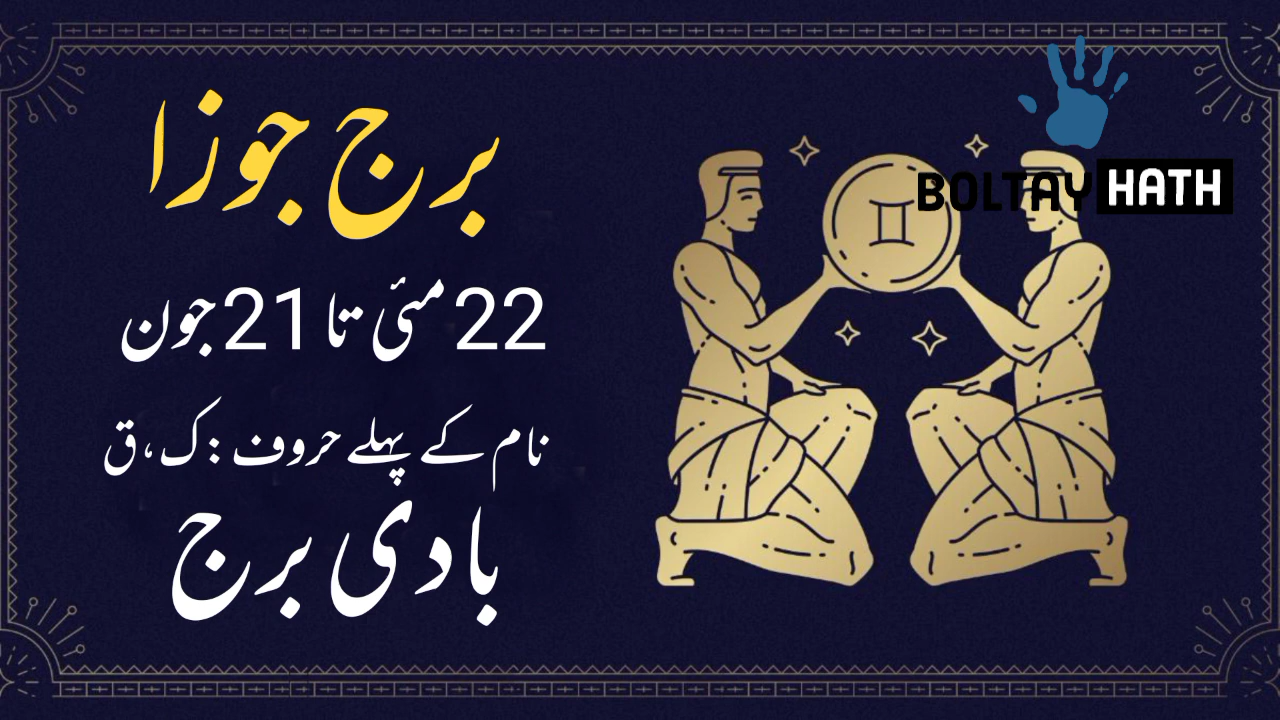 برج جوزا
22 مئی تا 21 جون
نام کے پہلے حروف : ک، ق
بادی برج
BOLTAY HATH